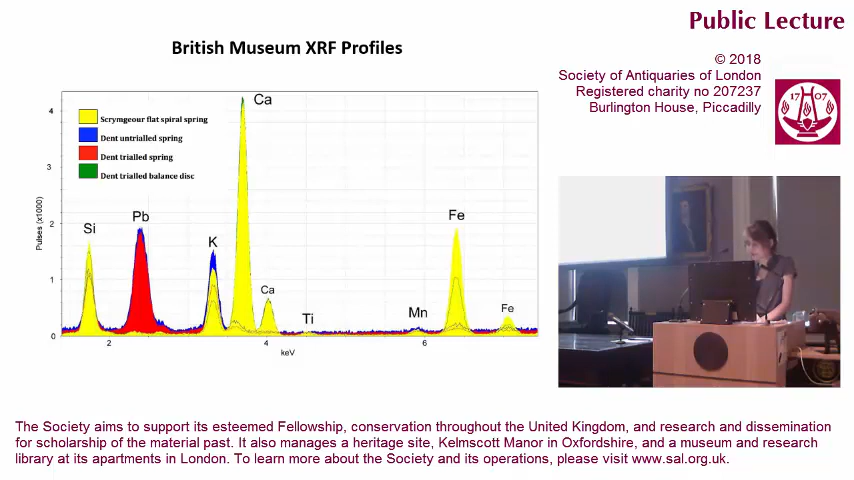 Public Lecture
© 2018
Society of Antiquaries of London
Registered charity no 207237
Burlington House, Piccadilly
17 07
British Museum XRF Profiles
Scrymgeour flat spiral spring
Dent untrialled spring
Dent trialled spring
Dent trialled balance disc
Pulses (x1000)
4
3
2
1
0
Si
Pb
K
Ca
Ca
Ti
Mn
Fe
Fe
2
4
6
keV
The Society aims to support its esteemed Fellowship, conservation throughout the United Kingdom, and research and dissemination
for scholarship of the material past. It also manages a heritage site, Kelmscott Manor in Oxfordshire, and a museum and research
library at its apartments in London. To learn more about the Society and its operations, please visit www.sal.org.uk.